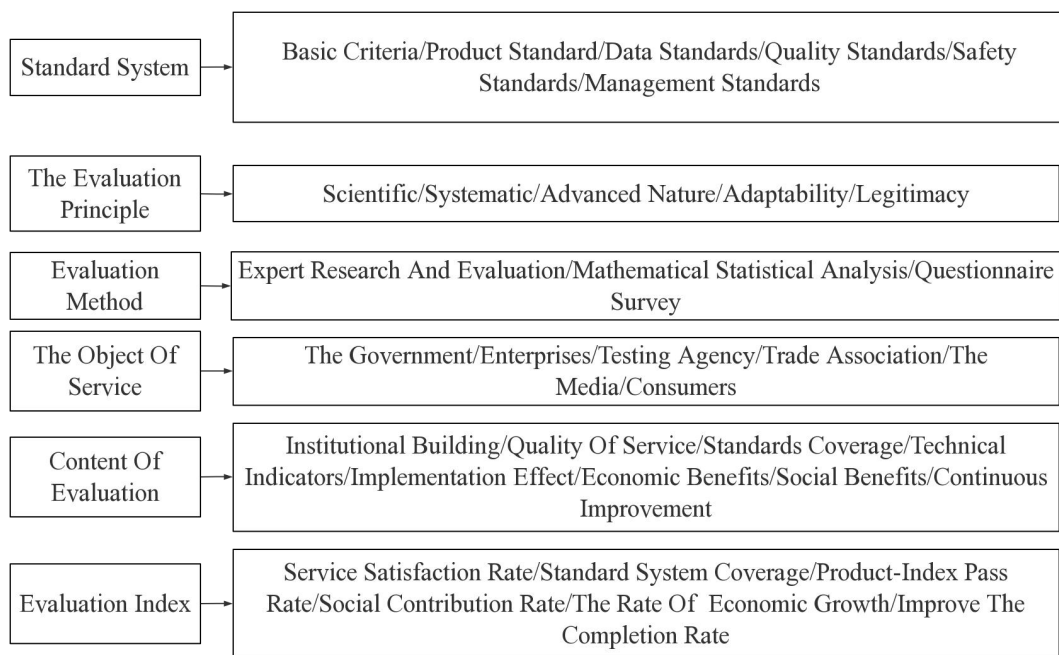 Standard System
Basic Criteria/Product Standard/Data Standards/Quality Standards/Safety
Standards/Management Standards
The Evaluation
Principle
Scientific/Systematic/Advanced Nature/Adaptability/Legitimacy
Evaluation
Method
Expert Research And Evaluation/Mathematical Statistical Analysis/Questionnaire
Survey
The Object Of
Service
The Government/Enterprises/Testing Agency/Trade Association/The
Media/Consumers
Content Of
Evaluation
Institutional Building/Quality Of Service/Standards Coverage/Technical
Indicators/Implementation Effect/Economic Benefits/Social Benefits/Continuous
Improvement
Evaluation Index
Service Satisfaction Rate/Standard System Coverage/Product-Index Pass
Rate/Social Contribution Rate/The Rate Of Economic Growth/Improve The
Completion Rate